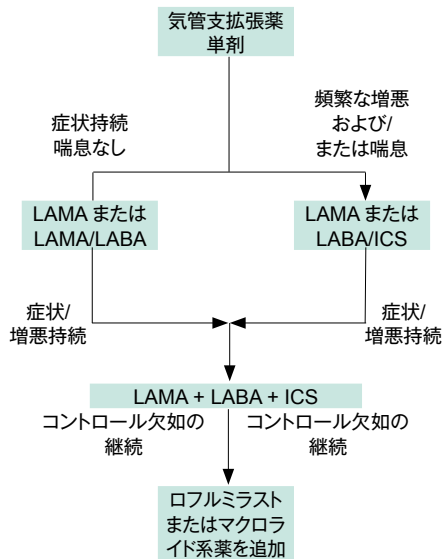 気管支拡張薬
単剤
症状持続
喘息なし
頻繁な増悪
および/
または喘息
LAMA または
LAMA/LABA
LAMA または
LABA/ICS
症状/
増悪持続
症状/
増悪持続
LAMA + LABA + ICS
コントロール欠如の
継続
コントロール欠如の
継続
ロフルミラスト
またはマクロラ
イド系薬を追加